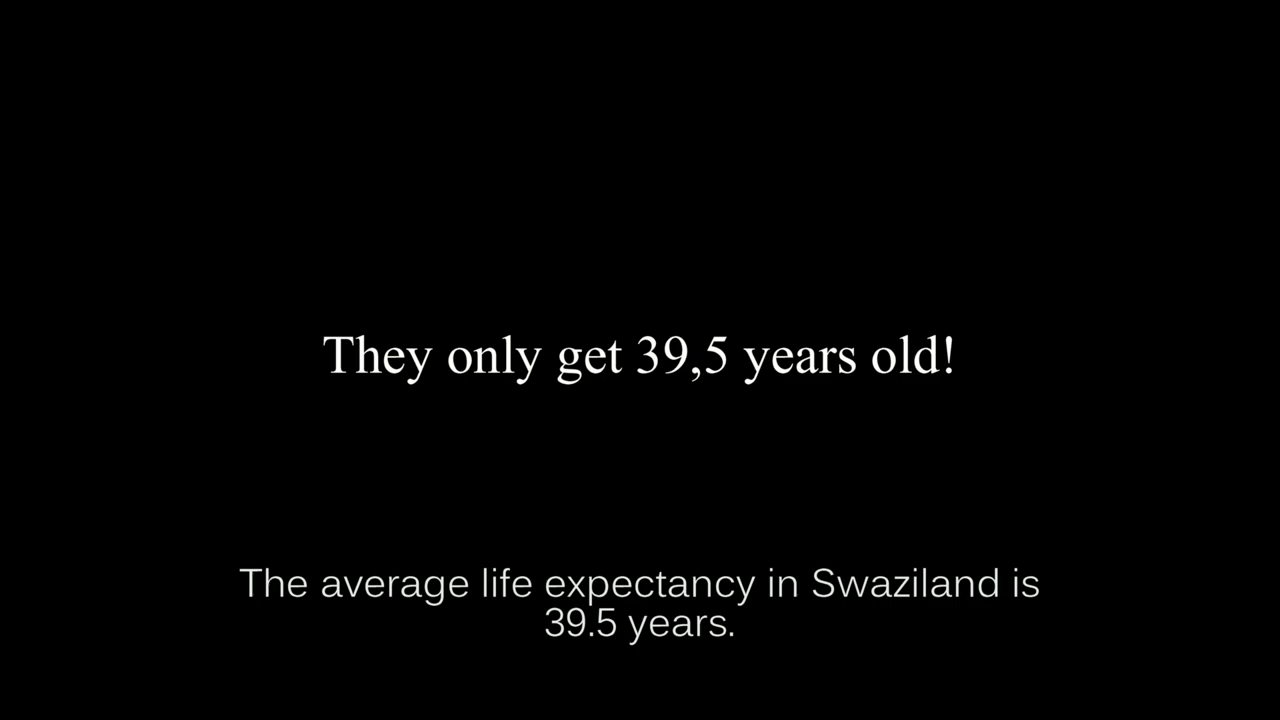 They only get 39,5 years old!
The average life expectancy in Swaziland is
39.5 years.